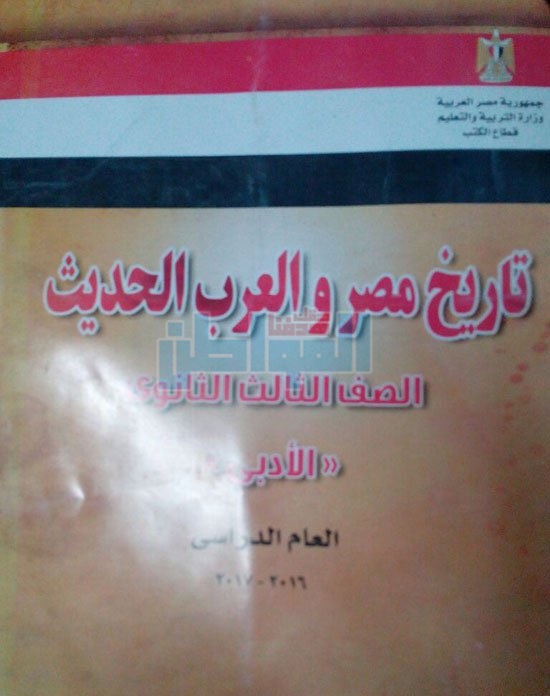 جمهورية مصر العربية
وزارة التربية والتعليم
قطاع الكتب
تاريخ مصر والعرب الحديث
المواطن
الصف الثالث الثانوى
«الأدبى»
العام الدراسى
٢٠١٦ - ٢٠١٧